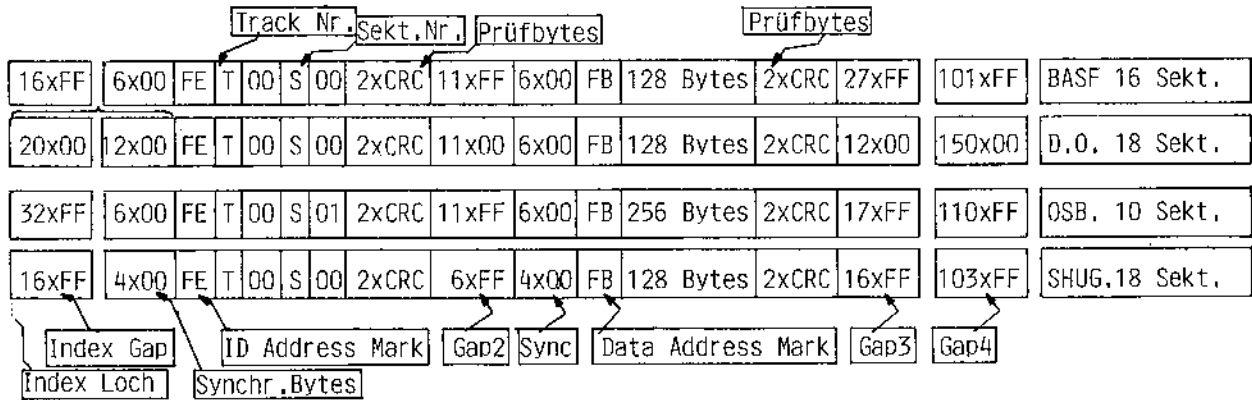 Track Nr. Sekt.Nr. Prüfbytes Prüfbytes
16xFF 6x00 FE T 00 S 00 2xCRC 11xFF 6x00 FB 128 Bytes 2xCRC 27xFF 101xFF BASF 16 Sekt.
20x00 12x00 FE T 00 S 00 2xCRC 11x00 6x00 FB 128 Bytes 2xCRC 12x00 150x00 D.O. 18 Sekt.
32xFF 6x00 FE T 00 S 01 2xCRC 11xFF 6x00 FB 256 Bytes 2xCRC 17xFF 110xFF OSB. 10 Sekt.
16xFF 4x00 FE T 00 S 00 2xCRC 6xFF 4x00 FB 128 Bytes 2xCRC 16xFF 103xFF SHUG.18 Sekt.
Index Gap ID Address Mark Gap2 Sync Data Address Mark Gap3 Gap4
Index Loch Synchr.Bytes